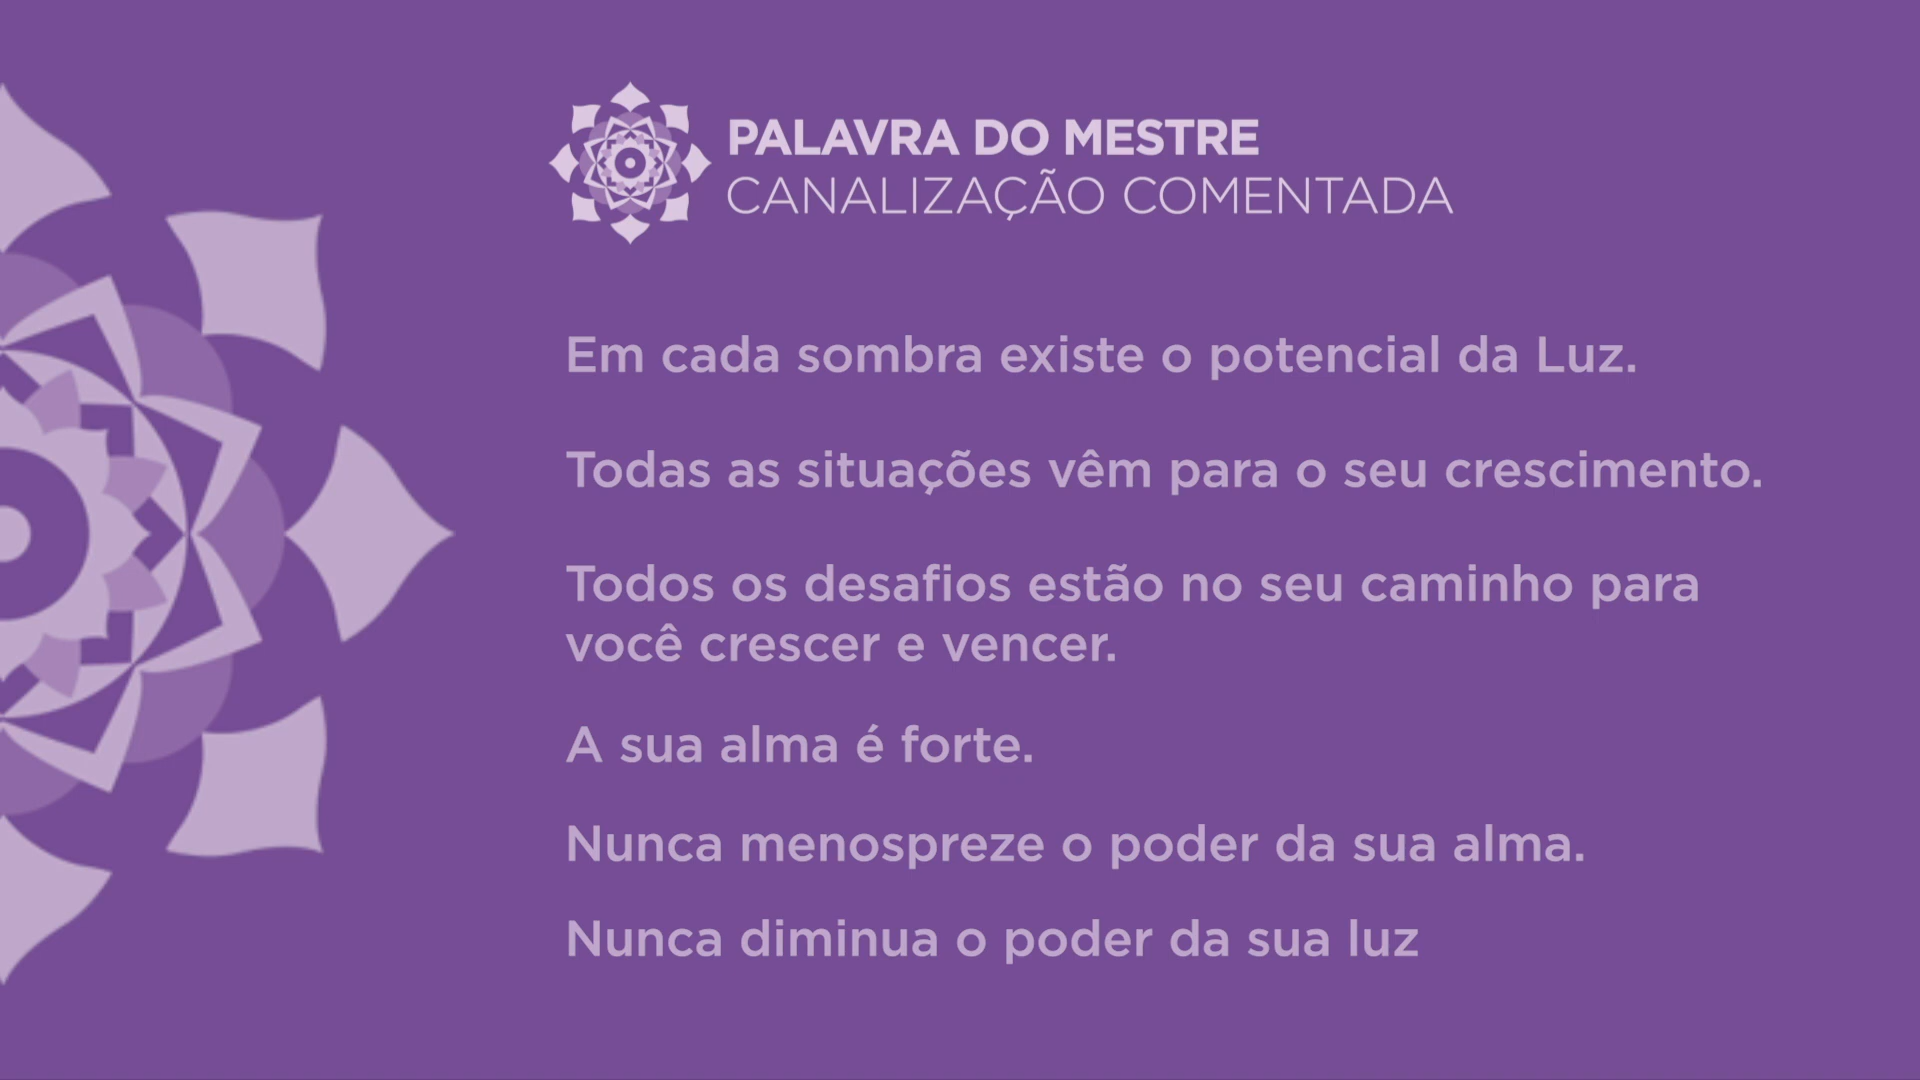 PALAVRA DO MESTRE
CANALIZAÇÃO COMENTADA
Em cada sombra existe o potencial da Luz.
Todas as situações vêm para o seu crescimento.
Todos os desafios estão no seu caminho para
você crescer e vencer.
A sua alma é forte.
Nunca menospreze o poder da sua alma.
Nunca diminua o poder da sua luz